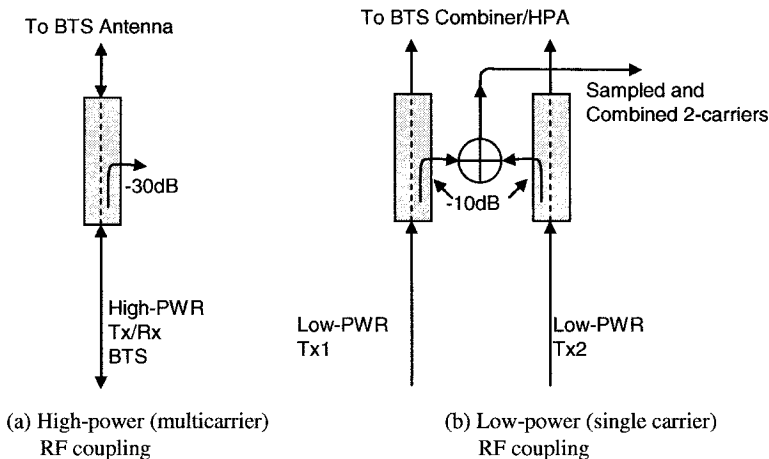 To BTS Antenna
-30dB
High-PWR
Tx/Rx
BTS
(a) High-power (multicarrier)
RF coupling
To BTS Combiner/HPA
Sampled and
Combined 2-carriers
-10dB
Low-PWR
Tx1
Low-PWR
Tx2
(b) Low-power (single carrier)
RF coupling